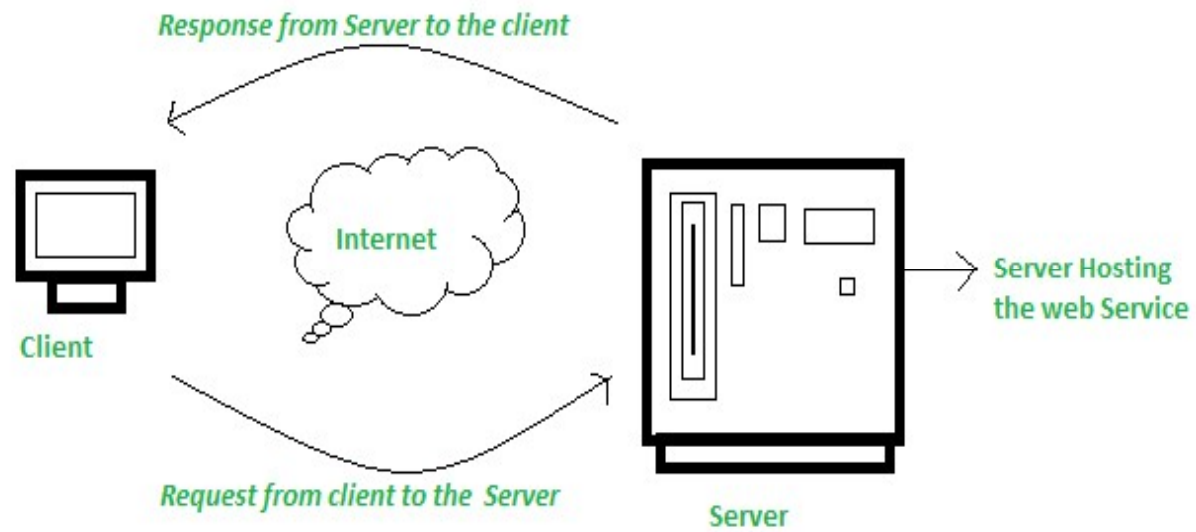 Response from Server to the client
Internet
Client
Server Hosting
the web Service
Request from client to the Server
Server